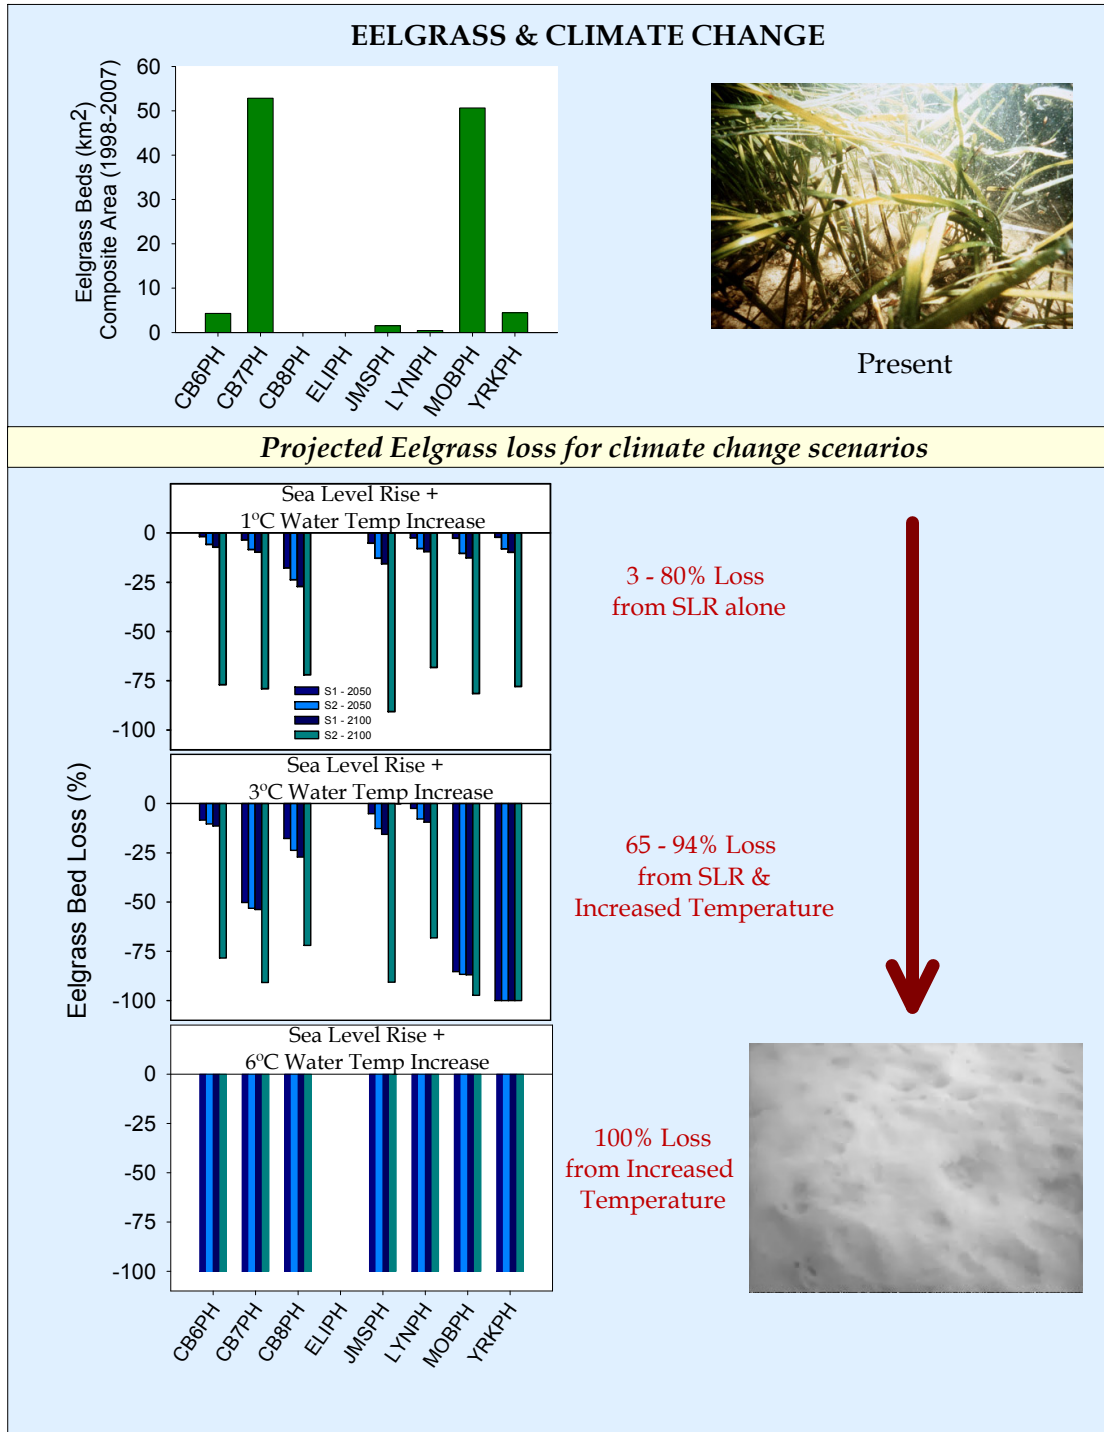 EELGRASS & CLIMATE CHANGE
Eelgrass Beds (km2)
Composite Area (1998-2007)
60
50
40
30
20
10
0
CB6PH
CB7PH
CB8PH
ELIPH
JMSPH
LYNPH
MOBPH
YRKPH
Present
Projected Eelgrass loss for climate change scenarios
Eelgrass Bed Loss (%)
Sea Level Rise +
1ºC Water Temp Increase
0
-25
-50
-75
-100
S1 - 2050
S2 - 2050
S1 - 2100
S2 - 2100
3 - 80% Loss
from SLR alone
Sea Level Rise +
3ºC Water Temp Increase
0
-25
-50
-75
-100
65 - 94% Loss
from SLR &
Increased Temperature
Sea Level Rise +
6ºC Water Temp Increase
0
-25
-50
-75
-100
100% Loss
from Increased
Temperature
CB6PH
CB7PH
CB8PH
ELIPH
JMSPH
LYNPH
MOBPH
YRKPH